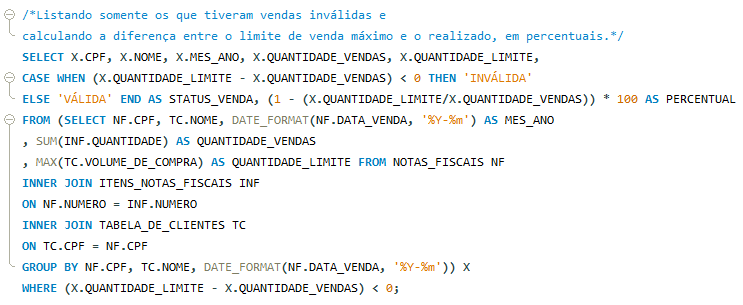 /*Listando somente os que tiveram vendas inválidas e
calculando a diferença entre o limite de venda máximo e o realizado, em percentuais.*/
SELECT X.CPF, X.NOME, X.MES_ANO, X.QUANTIDADE_VENDAS, X.QUANTIDADE_LIMITE,
CASE WHEN (X.QUANTIDADE_LIMITE - X.QUANTIDADE_VENDAS) < 0 THEN 'INVÁLIDA'
ELSE 'VÁLIDA' END AS STATUS_VENDA, (1 - (X.QUANTIDADE_LIMITE/X.QUANTIDADE_VENDAS)) * 100 AS PERCENTUAL
FROM (SELECT NF.CPF, TC.NOME, DATE_FORMAT(NF.DATA_VENDA, '%Y-%m') AS MES_ANO
, SUM(INF.QUANTIDADE) AS QUANTIDADE_VENDAS
, MAX(TC.VOLUME_DE_COMPRA) AS QUANTIDADE_LIMITE FROM NOTAS_FISCAIS NF
INNER JOIN ITENS_NOTAS_FISCAIS INF
ON NF.NUMERO = INF.NUMERO
INNER JOIN TABELA_DE_CLIENTES TC
ON TC.CPF = NF.CPF
GROUP BY NF.CPF, TC.NOME, DATE_FORMAT(NF.DATA_VENDA, '%Y-%m')) X
WHERE (X.QUANTIDADE_LIMITE - X.QUANTIDADE_VENDAS) < 0;